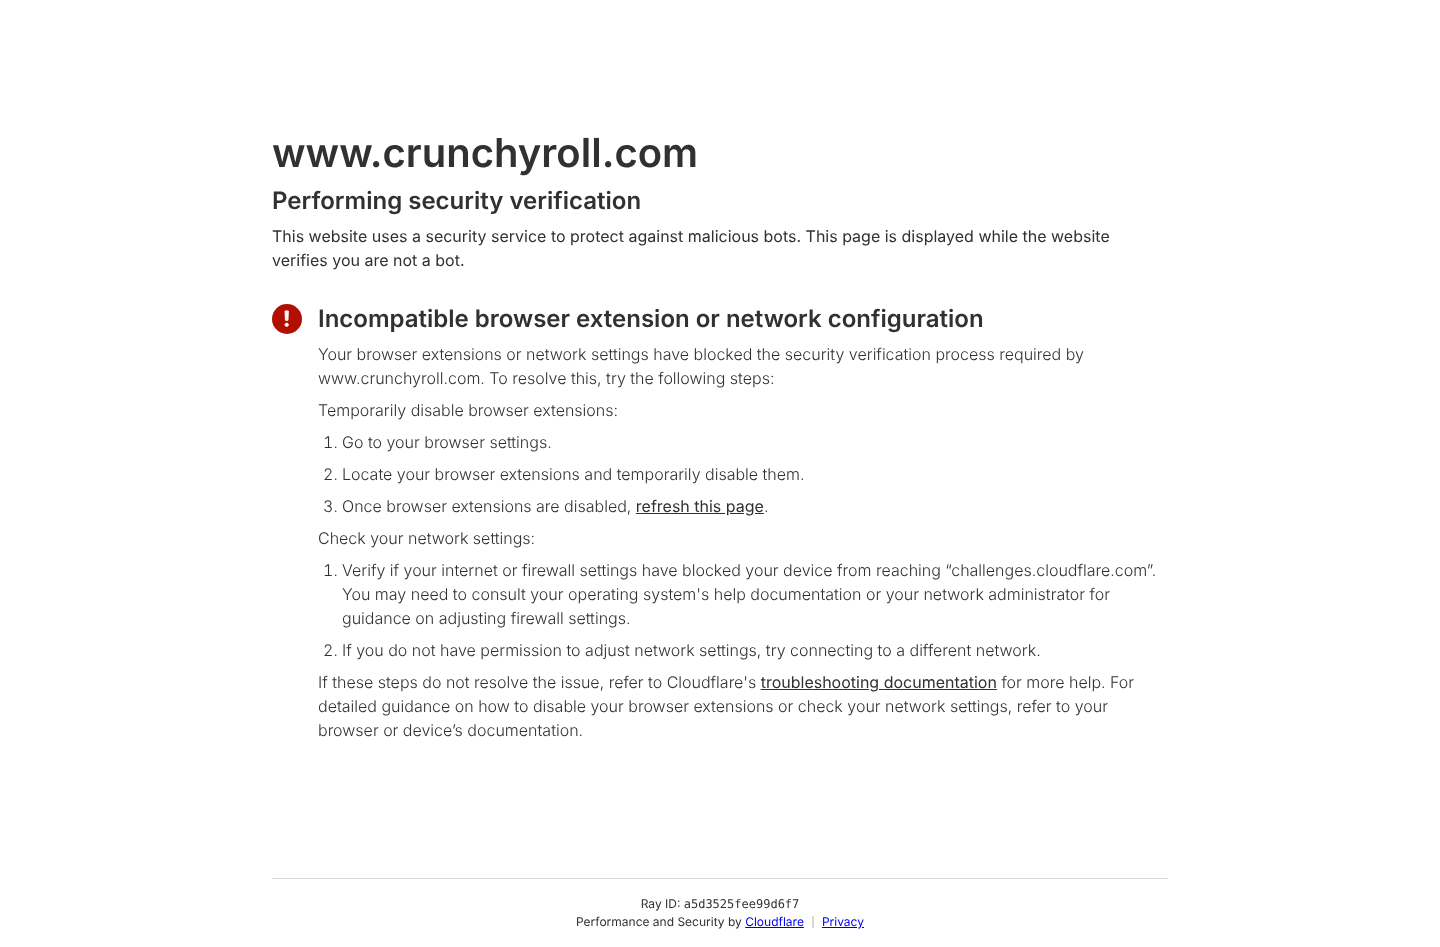 www.crunchyroll.com
Performing security verification
This website uses a security service to protect against malicious bots. This page is displayed while the website
verifies you are not a bot.
Incompatible browser extension or network configuration
Your browser extensions or network settings have blocked the security verification process required by
www.crunchyroll.com. To resolve this, try the following steps:
Temporarily disable browser extensions:
1. Go to your browser settings.
2. Locate your browser extensions and temporarily disable them.
3. Once browser extensions are disabled, refresh this page.
Check your network settings:
1. Verify if your internet or firewall settings have blocked your device from reaching “challenges.cloudflare.com”.
You may need to consult your operating system's help documentation or your network administrator for
guidance on adjusting firewall settings.
2. If you do not have permission to adjust network settings, try connecting to a different network.
If these steps do not resolve the issue, refer to Cloudflare's troubleshooting documentation for more help. For
detailed guidance on how to disable your browser extensions or check your network settings, refer to your
browser or device’s documentation.
Ray ID: a5d3525fee99d6f7
Performance and Security by Cloudflare | Privacy